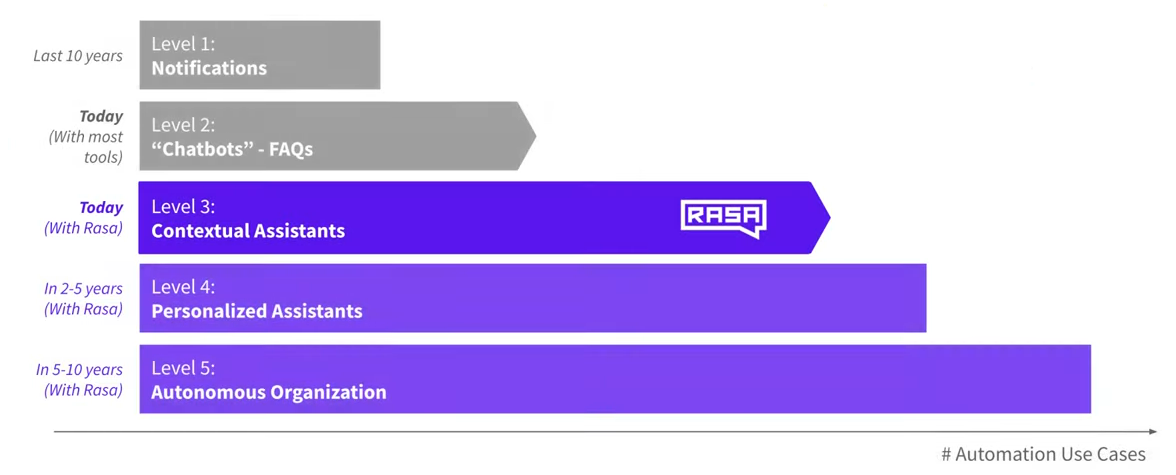 Last 10 years
Level 1:
Notifications
Today
(With most
tools)
Level 2:
“Chatbots” - FAQs
Today
(With Rasa)
Level 3:
Contextual Assistants
RASA
In 2-5 years
(With Rasa)
Level 4:
Personalized Assistants
In 5-10 years
(With Rasa)
Level 5:
Autonomous Organization
# Automation Use Cases